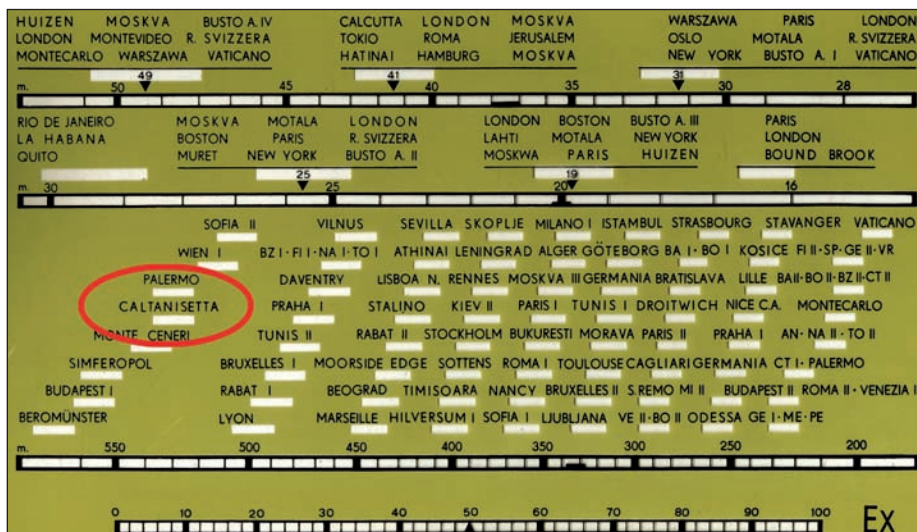 HUIZEN MOSKVA BUSTO A. IV CALCUTTA LONDON MOSKVA WARSZAWA PARIS LONDON
LONDON MONTEVIDEO R. SVIZZERA TOKIO ROMA JERUSALEM OSLO MOTALA R. SVIZZERA
MONTECARLO WARSZAWA VATICANO HATINAI HAMBURG MOSKVA NEW YORK BUSTO A. I VATICANO
49 41 31
m. 50 45 40 35 30 28
RIO DE JANEIRO MOSKVA MOTALA LONDON LONDON BOSTON BUSTO A. III PARIS
LA HABANA BOSTON PARIS R. SVIZZERA LAHTI MOTALA NEW YORK LONDON
QUITO MURET NEW YORK BUSTO A. II MOSKWA PARIS HUIZEN BOUND BROOK
25 19
m. 30 25 20 16
SOFIA II VILNUS SEVILLA SKOPLJE MILANO I ISTAMBUL STRASBOURG STAVANGER VATICANO
WIEN I BZ I·FI I·NA I·TO I ATHINAI LENINGRAD ALGER GÖTEBORG BA I·BO I KOSICE FI II·SP·GE II·VR
PALERMO DAVENTRY LISBOA N. RENNES MOSKVA III GERMANIA BRATISLAVA LILLE BA II·BO II·BZ II·CT II
CALTANISETTA PRAHA I STALINO KIEV II PARIS I TUNIS I DROITWICH NICE C.A. MONTECARLO
MONTE CENERI TUNIS II RABAT II STOCKHOLM BUKURESTI MORAVA PARIS II PRAHA I AN·NA II·TO II
SIMFEROPOL BRUXELLES I MOORSIDE EDGE SOTTENS ROMA I TOULOUSE CAGLIARI GERMANIA CT I·PALERMO
BUDAPEST I RABAT I BEOGRAD TIMISOARA NANCY BRUXELLES II S.REMO MI II BUDAPEST II ROMA II·VENEZIA I
BEROMÜNSTER LYON MARSEILLE HILVERSUM I SOFIA I LJUBLJANA VE II·BO II ODESSA GE I·ME·PE
m. 550 500 450 400 350 300 250 200
0 10 20 30 40 50 60 70 80 90 100 Ex